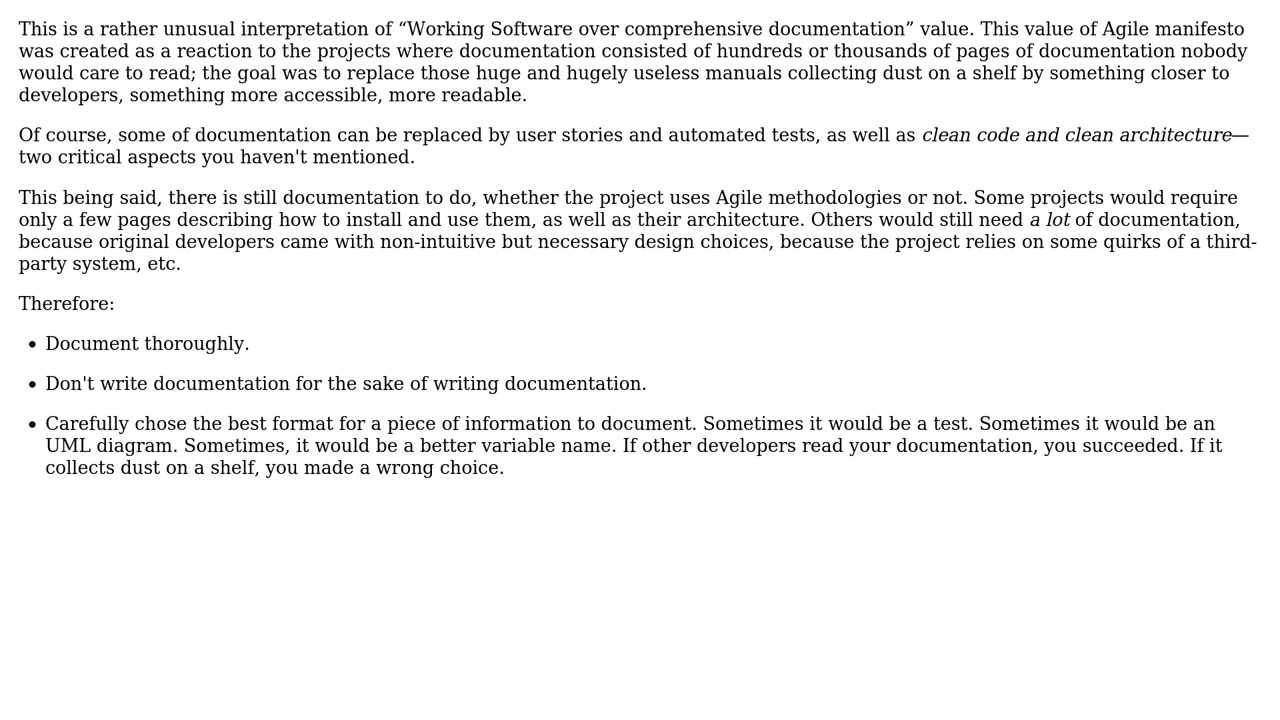 This is a rather unusual interpretation of “Working Software over comprehensive documentation” value. This value of Agile manifesto
was created as a reaction to the projects where documentation consisted of hundreds or thousands of pages of documentation nobody
would care to read; the goal was to replace those huge and hugely useless manuals collecting dust on a shelf by something closer to
developers, something more accessible, more readable.
Of course, some of documentation can be replaced by user stories and automated tests, as well as clean code and clean architecture—
two critical aspects you haven't mentioned.
This being said, there is still documentation to do, whether the project uses Agile methodologies or not. Some projects would require
only a few pages describing how to install and use them, as well as their architecture. Others would still need a lot of documentation,
because original developers came with non-intuitive but necessary design choices, because the project relies on some quirks of a third-
party system, etc.
Therefore:
• Document thoroughly.
• Don't write documentation for the sake of writing documentation.
• Carefully chose the best format for a piece of information to document. Sometimes it would be a test. Sometimes it would be an
UML diagram. Sometimes, it would be a better variable name. If other developers read your documentation, you succeeded. If it
collects dust on a shelf, you made a wrong choice.